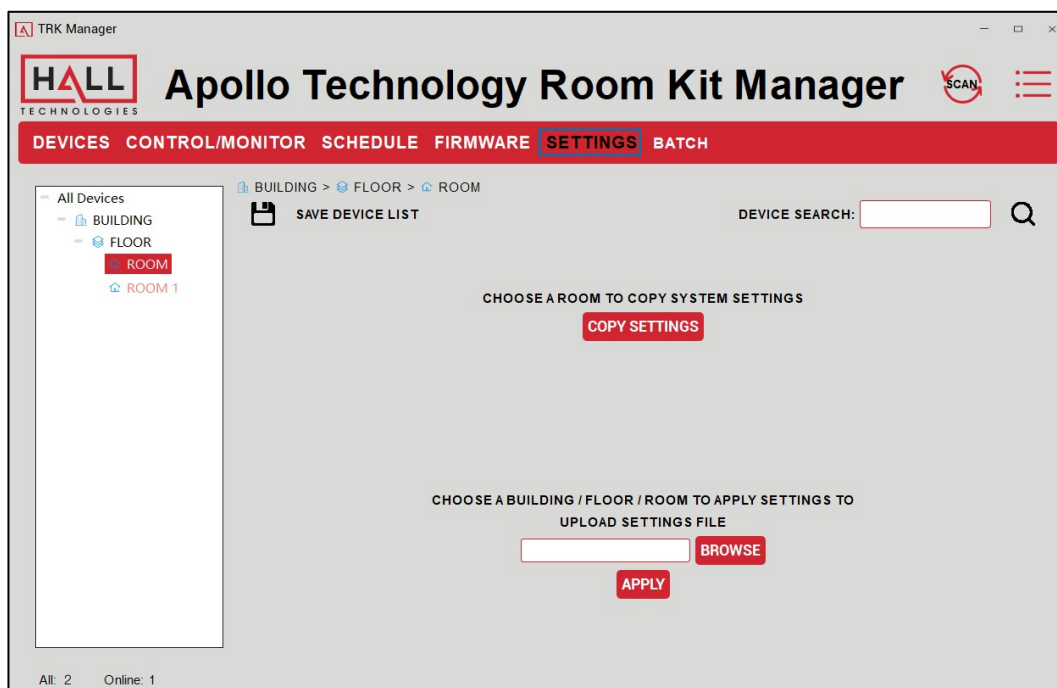 TRK Manager
HALL
TECHNOLOGIES
Apollo Technology Room Kit Manager
SCAN
DEVICES CONTROL/MONITOR SCHEDULE FIRMWARE SETTINGS BATCH
All Devices
BUILDING
FLOOR
ROOM
ROOM 1
BUILDING > FLOOR > ROOM
SAVE DEVICE LIST
DEVICE SEARCH:
CHOOSE A ROOM TO COPY SYSTEM SETTINGS
COPY SETTINGS
CHOOSE A BUILDING / FLOOR / ROOM TO APPLY SETTINGS TO
UPLOAD SETTINGS FILE
BROWSE
APPLY
All: 2 Online: 1